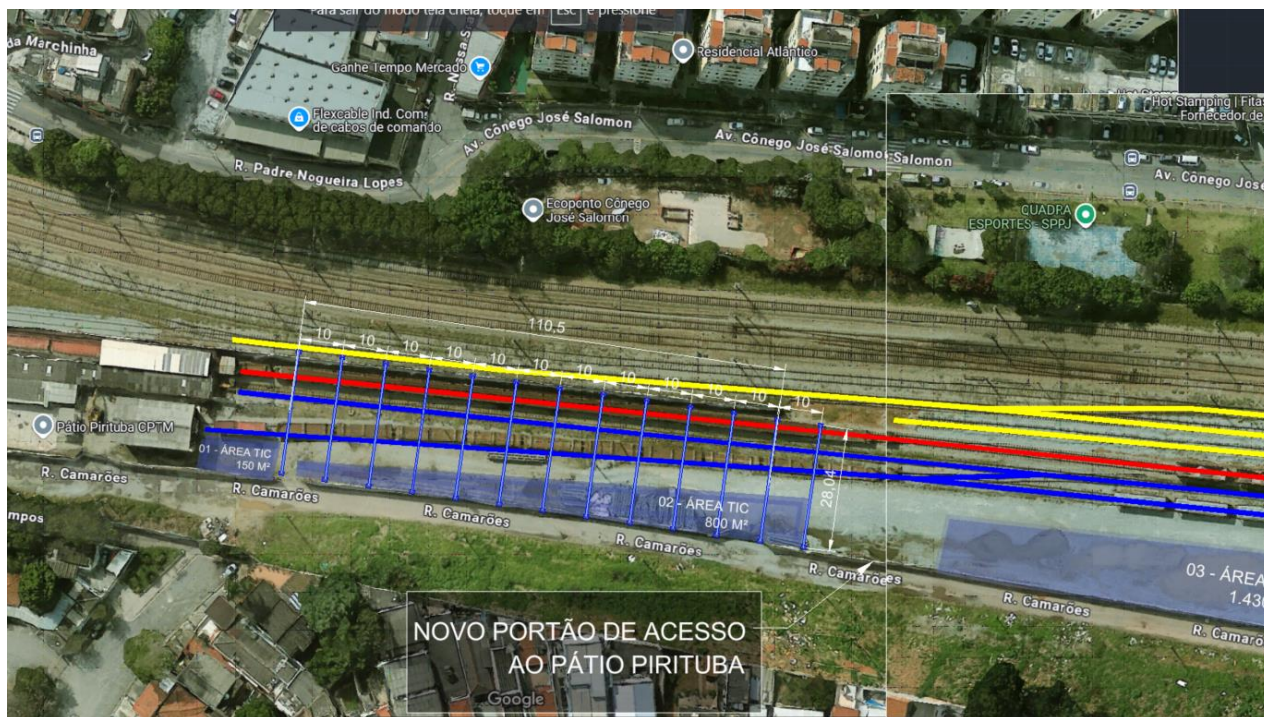 Para sair do modo tela cheia, toque em Esc e pressione
da Marchinha
Ganhe Tempo Mercado
Residencial Atlântico
Flexcable Ind. Com.
de cabos de comando
Av. Cônego José Salomon
Av. Cônego José Salomon
Salomon
Av. Cônego José
Hot Stamping | Fitas
Fornecedor de
R. Padre Nogueira Lopes
Ecoponto Cônego
José Salomon
CUADRA
ESPORTES - SPPJ
110,5
10
10
10
10
10
10
10
10
10
10
10
10
28,04
Pátio Pirituba CPTM
01 - ÁREA TIC
150 M²
02 - ÁREA TIC
800 M²
03 - ÁREA
1.430
R. Camarões
R. Camarões
R. Camarões
R. Camarões
R. Camarões
R. Camarões
R. Camarõ
mpos
NOVO PORTÃO DE ACESSO
AO PÁTIO PIRITUBA
Google